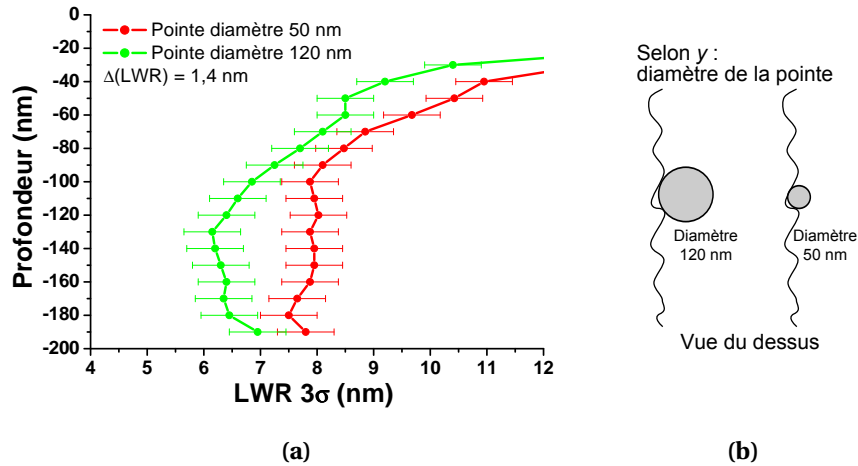 Pointe diamètre 50 nm
Pointe diamètre 120 nm
Δ(LWR) = 1,4 nm
Profondeur (nm)
0
-20
-40
-60
-80
-100
-120
-140
-160
-180
-200
4 5 6 7 8 9 10 11 12
LWR 3σ (nm)
(a)
Selon y :
diamètre de la pointe
Diamètre
120 nm
Diamètre
50 nm
Vue du dessus
(b)